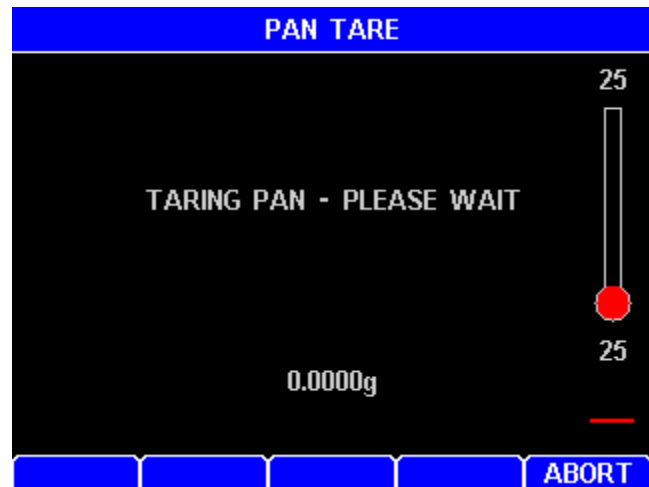 PAN TARE
25
TARING PAN - PLEASE WAIT
25
0.0000g
ABORT